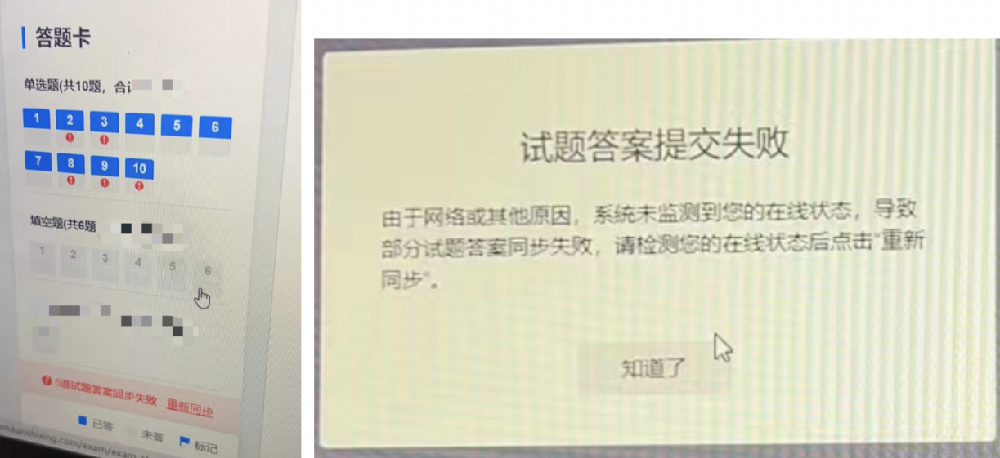 答题卡
单选题(共10题，合计
1 2 3 4 5 6
7 8 9 10
填空题(共6题
1 2 3 4 5 6
5道试题答案同步失败 重新同步
已答 未答 标记
m.kaoshixing.com/exam/exam
试题答案提交失败
由于网络或其他原因，系统未监测到您的在线状态，导致
部分试题答案同步失败，请检测您的在线状态后点击"重新
同步"。
知道了